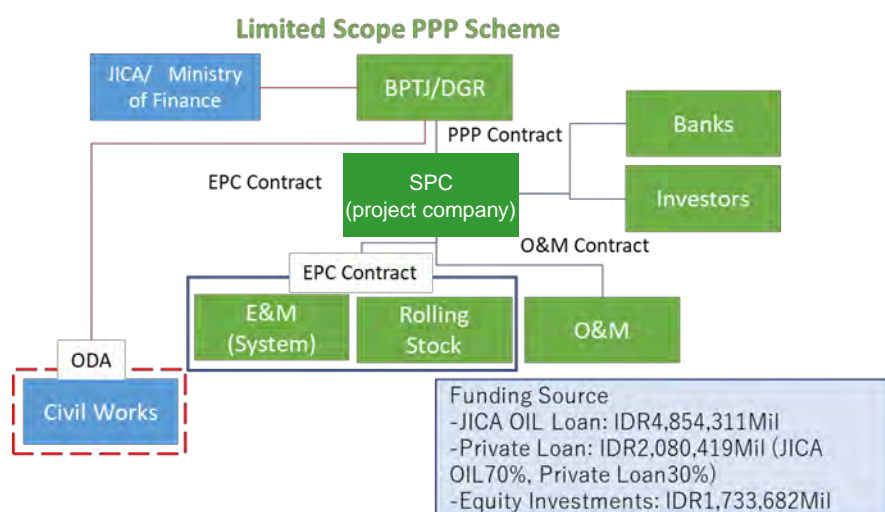 Limited Scope PPP Scheme
JICA/ Ministry
of Finance
BPTJ/DGR
Banks
PPP Contract
EPC Contract
SPC
(project company)
Investors
O&M Contract
EPC Contract
E&M
(System)
Rolling
Stock
O&M
ODA
Civil Works
Funding Source
-JICA OIL Loan: IDR4,854,311Mil
-Private Loan: IDR2,080,419Mil (JICA
OIL70%, Private Loan30%)
-Equity Investments: IDR1,733,682Mil